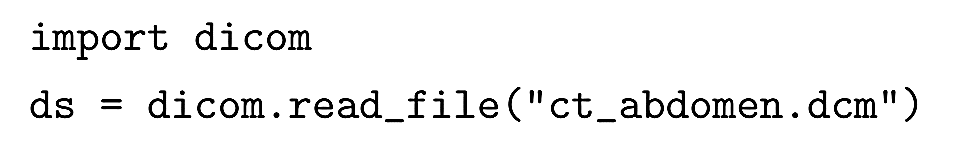 import dicom
ds = dicom.read_file("ct_abdomen.dcm")